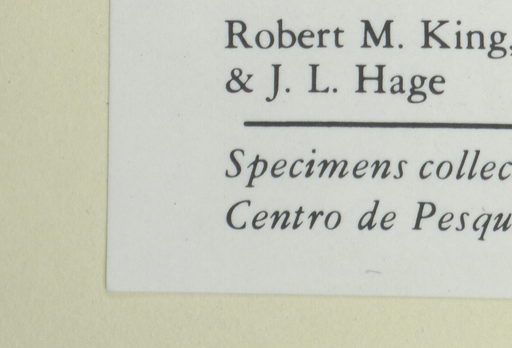 Robert M. King,
& J. L. Hage
Specimens collec
Centro de Pesqu